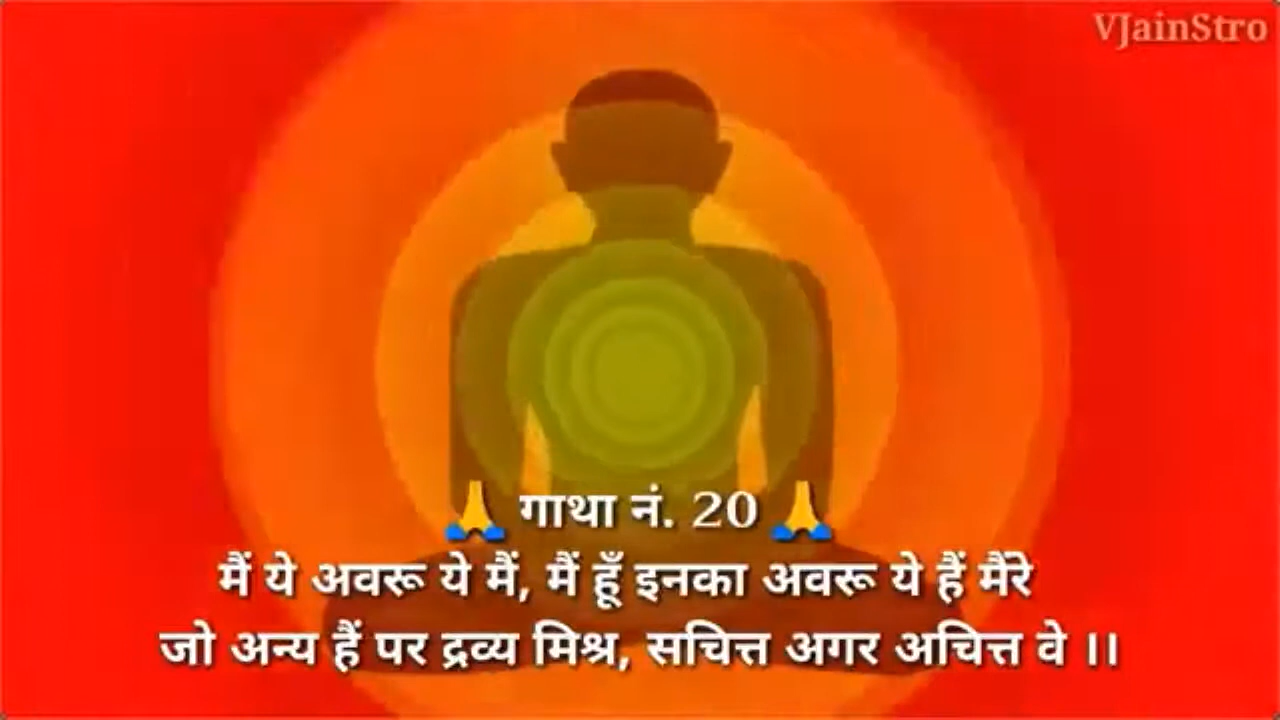 VJainStro
🙏 गाथा नं. 20 🙏
मैं ये अवरू ये मैं, मैं हूँ इनका अवरू ये हैं मैंरे
जो अन्य हैं पर द्रव्य मिश्र, सचित्त अगर अचित्त वे ।।